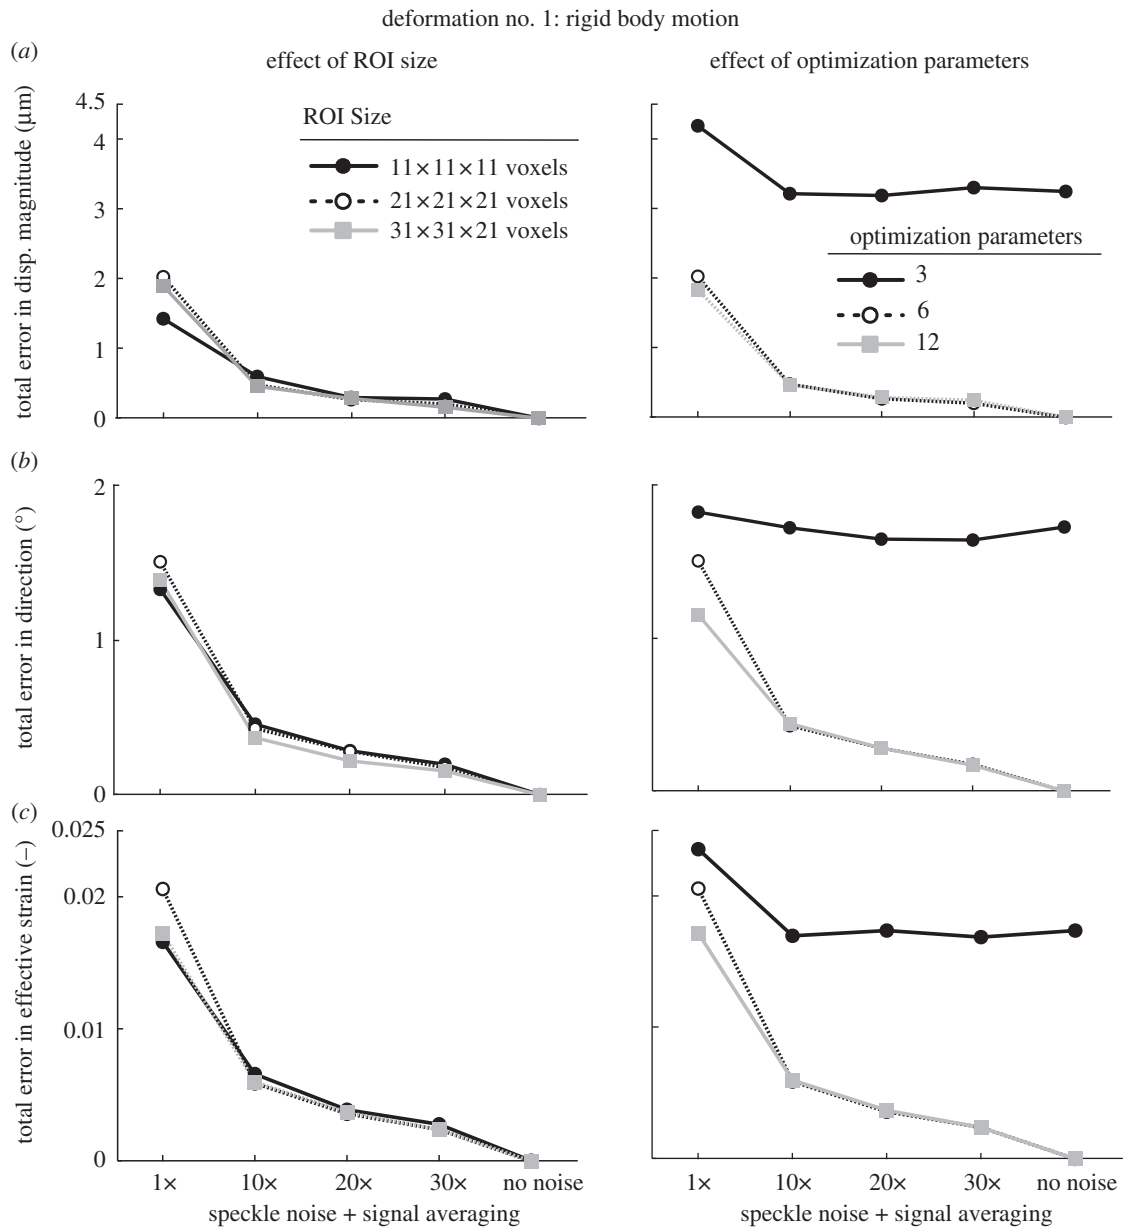 deformation no. 1: rigid body motion
(a)
effect of ROI size
effect of optimization parameters
total error in disp. magnitude (µm)
4.5
4
3
2
1
0
ROI Size
11×11×11 voxels
21×21×21 voxels
31×31×21 voxels
optimization parameters
3
6
12
(b)
total error in direction (°)
2
1
0
(c)
total error in effective strain (–)
0.025
0.02
0.01
0
1× 10× 20× 30× no noise
speckle noise + signal averaging
1× 10× 20× 30× no noise
speckle noise + signal averaging